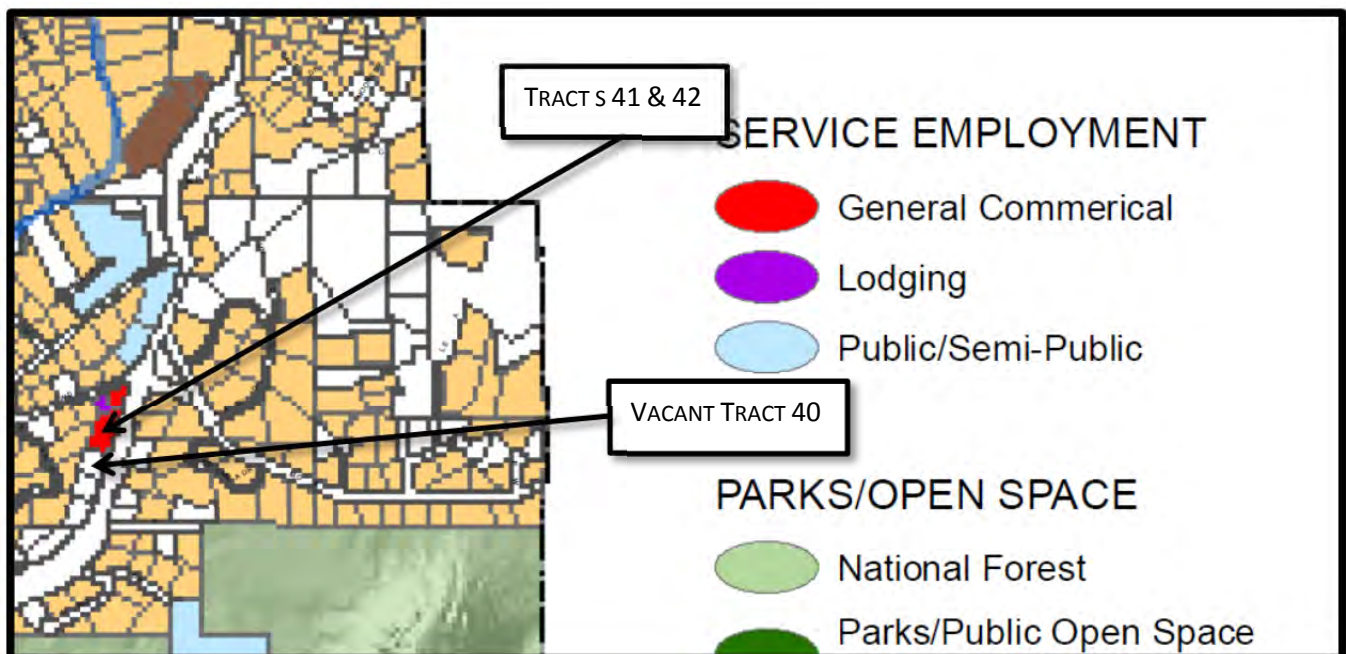 TRACT S 41 & 42
SERVICE EMPLOYMENT
General Commerical
Lodging
Public/Semi-Public
VACANT TRACT 40
PARKS/OPEN SPACE
National Forest
Parks/Public Open Space